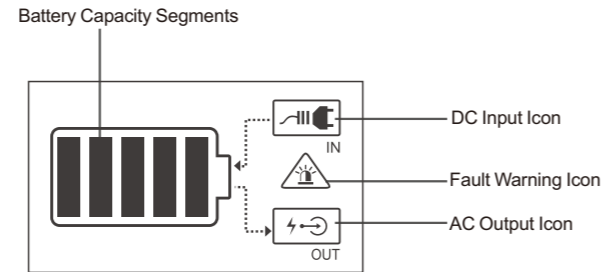 Battery Capacity Segments
DC Input Icon
IN
Fault Warning Icon
AC Output Icon
OUT